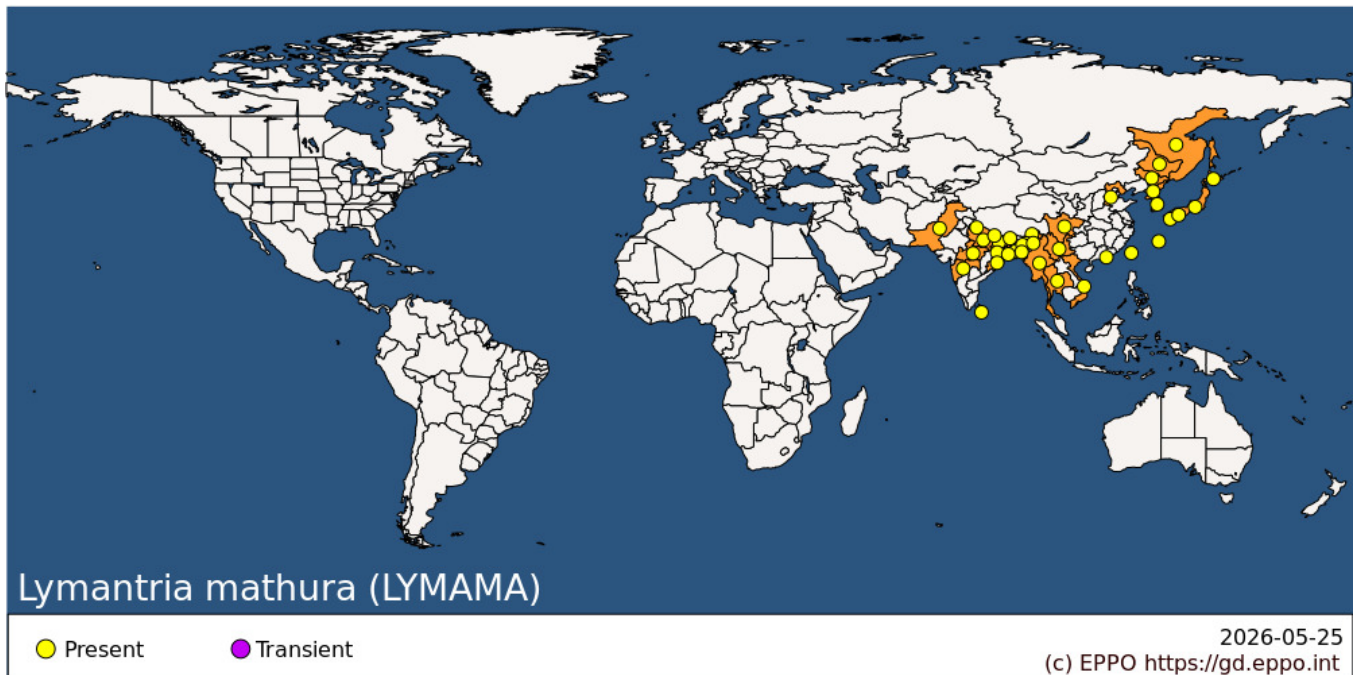 Lymantria mathura (LYMAMA)
Present
Transient
2026-05-25
(c) EPPO https://gd.eppo.int